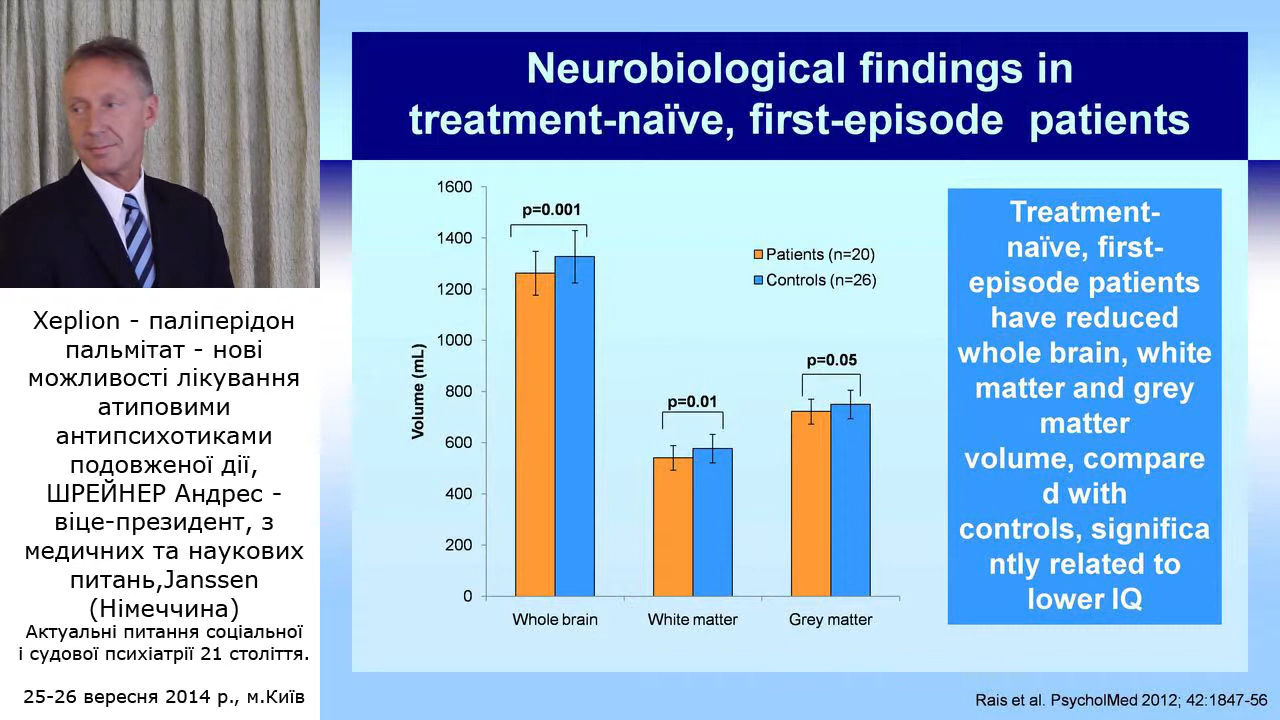 Neurobiological findings in
treatment-naïve, first-episode patients
1600
1400
1200
1000
800
600
400
200
0
Volume (mL)
p=0.001
p=0.01
p=0.05
Patients (n=20)
Controls (n=26)
Whole brain
White matter
Grey matter
Treatment-
naïve, first-
episode patients
have reduced
whole brain, white
matter and grey
matter
volume, compare
d with
controls, significa
ntly related to
lower IQ
Rais et al. PsycholMed 2012; 42:1847-56
Xeplion - паліперідон
пальмітат - нові
можливості лікування
атиповими
антипсихотиками
подовженої дії,
ШРЕЙНЕР Андрес -
віце-президент, з
медичних та наукових
питань,Janssen
(Німеччина)
Актуальні питання соціальної
і судової психіатрії 21 століття.
25-26 вересня 2014 р., м.Київ